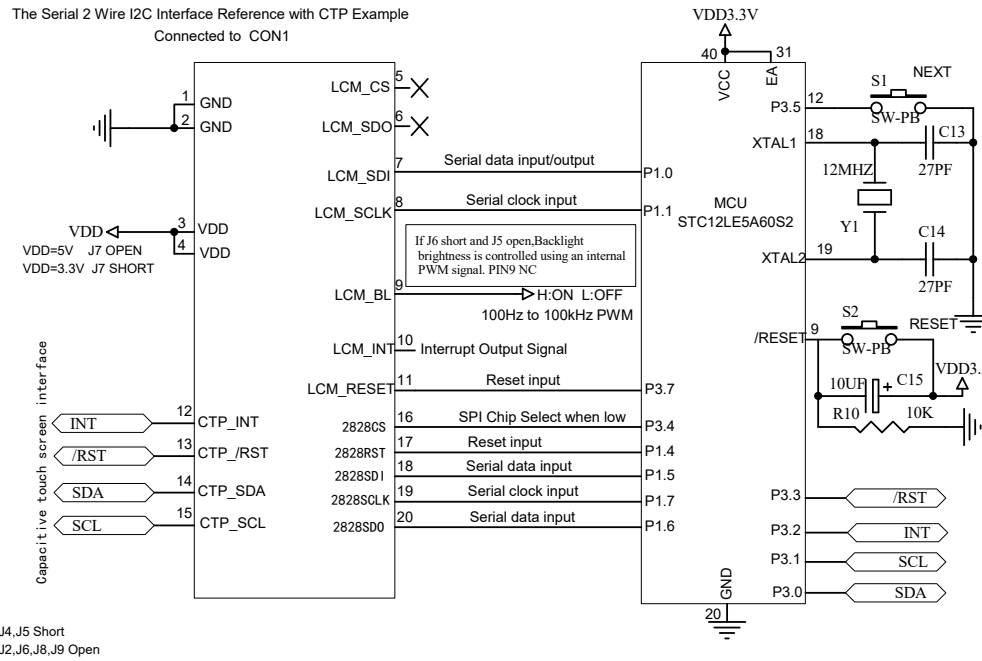 The Serial 2 Wire I2C Interface Reference with CTP Example
Connected to CON1
VDD3.3V
40
31
VCC
EA
1
GND
2
GND
3
VDD
4
VDD
VDD
VDD=5V J7 OPEN
VDD=3.3V J7 SHORT
LCM_CS
5
LCM_SDO
6
LCM_SDI
7
Serial data input/output
P1.0
LCM_SCLK
8
Serial clock input
P1.1
If J6 short and J5 open,Backlight
brightness is controlled using an internal
PWM signal. PIN9 NC
LCM_BL
9
H:ON L:OFF
100Hz to 100kHz PWM
LCM_INT
10
Interrupt Output Signal
LCM_RESET
11
Reset input
P3.7
2828CS
16
SPI Chip Select when low
P3.4
2828RST
17
Reset input
P1.4
2828SDI
18
Serial data input
P1.5
2828SCLK
19
Serial clock input
P1.7
2828SDO
20
Serial data input
P1.6
Capacitive touch screen interface
INT
12
CTP_INT
/RST
13
CTP_/RST
SDA
14
CTP_SDA
SCL
15
CTP_SCL
MCU
STC12LE5A60S2
P3.5
12
S1
NEXT
SW-PB
XTAL1
18
C13
27PF
12MHZ
Y1
C14
27PF
XTAL2
19
/RESET
9
S2
RESET
SW-PB
VDD3.
10UF
+
C15
R10
10K
P3.3
/RST
P3.2
INT
P3.1
SCL
P3.0
SDA
GND
20
J4,J5 Short
J2,J6,J8,J9 Open